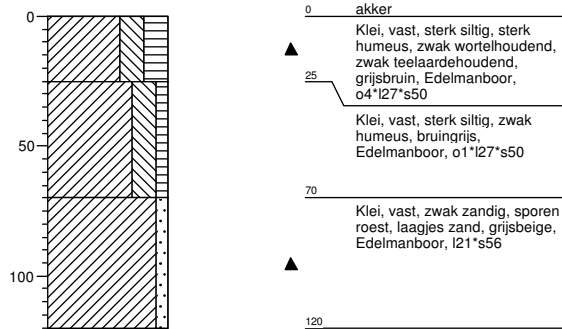 0
50
100
0
akker
Klei, vast, sterk siltig, sterk
humeus, zwak wortelhoudend,
zwak teelaardehoudend,
grijsbruin, Edelmanboor,
o4*l27*s50
25
Klei, vast, sterk siltig, zwak
humeus, bruingrijs,
Edelmanboor, o1*l27*s50
70
Klei, vast, zwak zandig, sporen
roest, laagjes zand, grijsbeige,
Edelmanboor, l21*s56
120